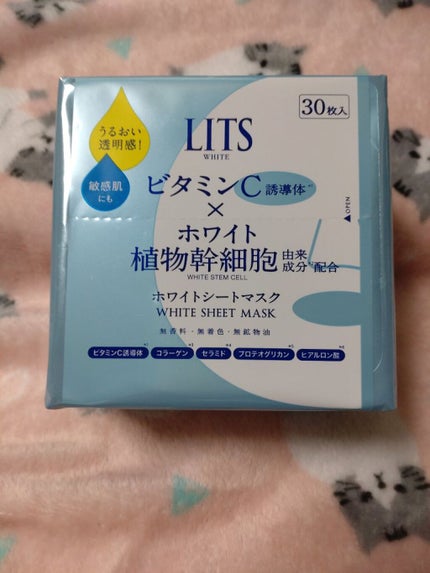 30枚入
うるおい
透明感!
敏感肌
にも
LITS
WHITE
ビタミンC 誘導体
×
ホワイト
植物幹細胞 由来成分 配合
WHITE STEM CELL
ホワイトシートマスク
WHITE SHEET MASK
無香料・無着色・無鉱物油
ビタミンC誘導体 コラーゲン セラミド プロテオグリカン ヒアルロン酸
OPEN